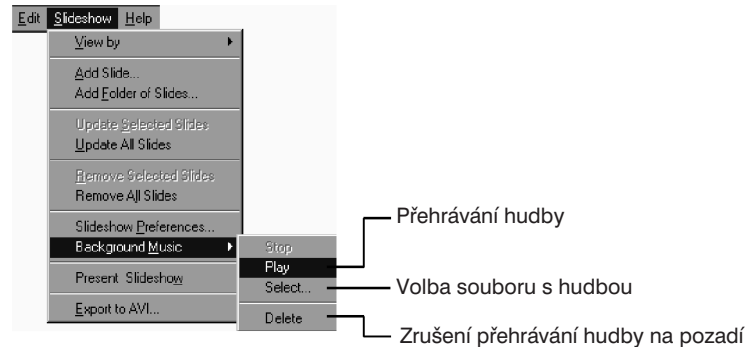 Edit Slideshow Help
View by
Add Slide...
Add Folder of Slides...
Update Selected Slides
Update All Slides
Remove Selected Slides
Remove All Slides
Slideshow Preferences...
Background Music
Present Slideshow
Export to AVI...
Stop
Play
Select...
Delete
Přehrávání hudby
Volba souboru s hudbou
Zrušení přehrávání hudby na pozadí